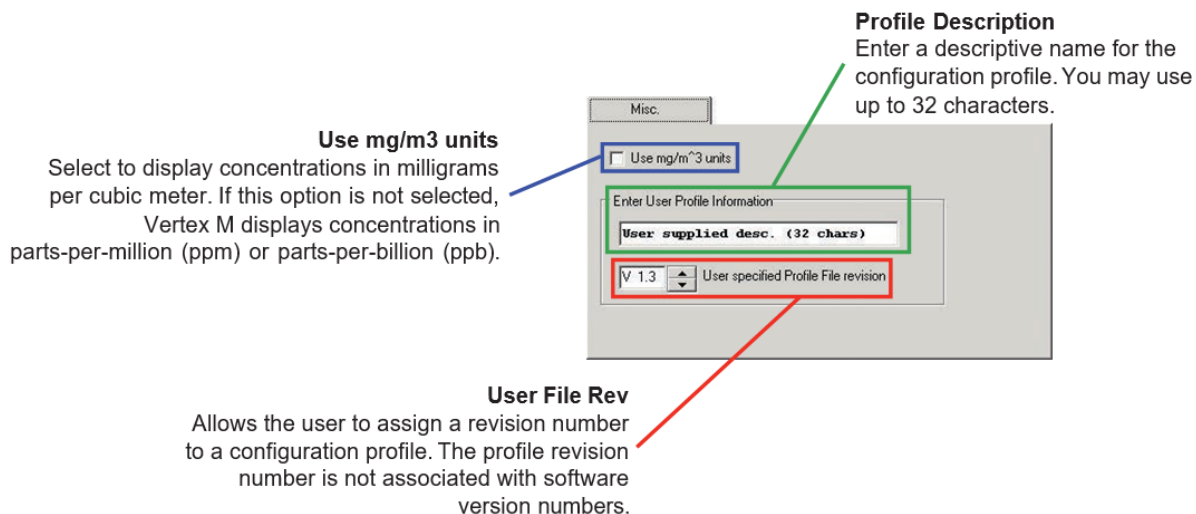 Profile Description
Enter a descriptive name for the
configuration profile. You may use
up to 32 characters.
Misc.
Use mg/m3 units
Select to display concentrations in milligrams
per cubic meter. If this option is not selected,
Vertex M displays concentrations in
parts-per-million (ppm) or parts-per-billion (ppb).
Use mg/m^3 units
Enter User Profile Information
User supplied desc. (32 chars)
V 1.3 User specified Profile File revision
User File Rev
Allows the user to assign a revision number
to a configuration profile. The profile revision
number is not associated with software
version numbers.